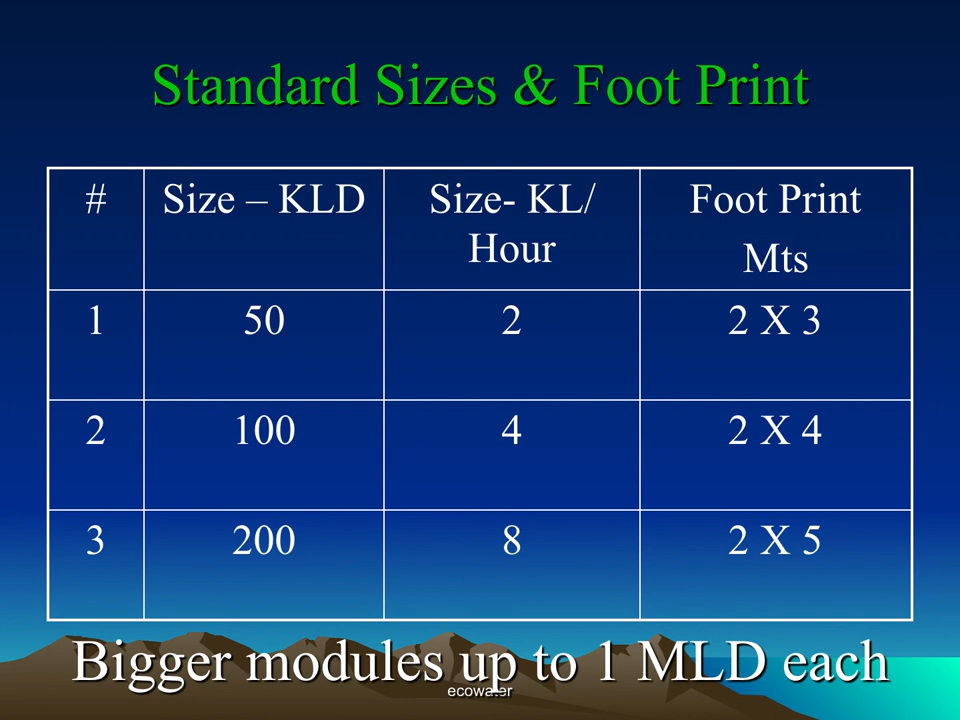 Standard Sizes & Foot Print
# Size – KLD Size- KL/ Hour Foot Print Mts
1 50 2 2 X 3
2 100 4 2 X 4
3 200 8 2 X 5
Bigger modules up to 1 MLD each
ecowater